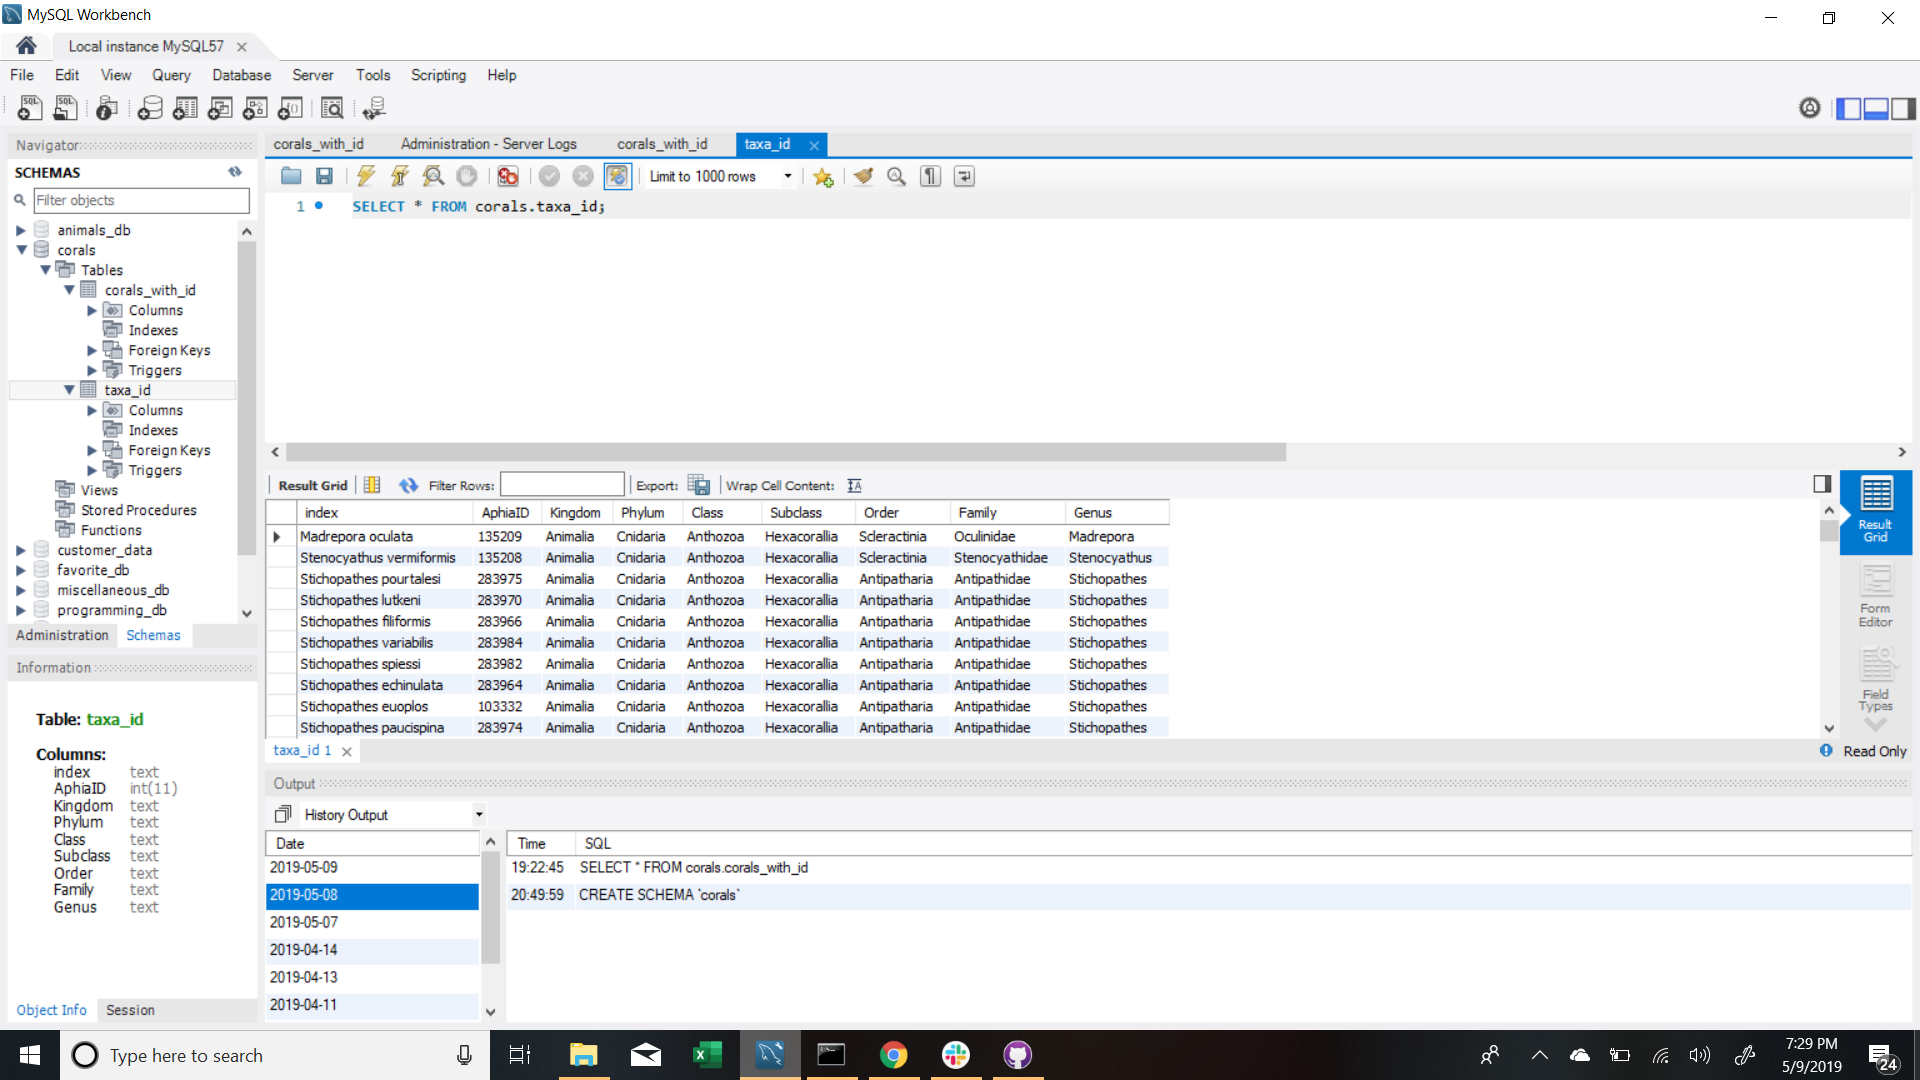 MySQL Workbench
Local instance MySQL57
File Edit View Query Database Server Tools Scripting Help
Navigator
SCHEMAS
Filter objects
animals_db
corals
Tables
corals_with_id
Columns
Indexes
Foreign Keys
Triggers
taxa_id
Columns
Indexes
Foreign Keys
Triggers
Views
Stored Procedures
Functions
customer_data
favorite_db
miscellaneous_db
programming_db
Administration Schemas
Information
Table: taxa_id
Columns:
index text
AphiaID int(11)
Kingdom text
Phylum text
Class text
Subclass text
Order text
Family text
Genus text
Object Info Session
corals_with_id Administration - Server Logs corals_with_id taxa_id
Limit to 1000 rows
1 SELECT * FROM corals.taxa_id;
Result Grid Filter Rows: Export: Wrap Cell Content:
index AphiaID Kingdom Phylum Class Subclass Order Family Genus
Madrepora oculata 135209 Animalia Cnidaria Anthozoa Hexacorallia Scleractinia Oculinidae Madrepora
Stenocyathus vermiformis 135208 Animalia Cnidaria Anthozoa Hexacorallia Scleractinia Stenocyathidae Stenocyathus
Stichopathes pourtalesi 283975 Animalia Cnidaria Anthozoa Hexacorallia Antipatharia Antipathidae Stichopathes
Stichopathes lutkeni 283970 Animalia Cnidaria Anthozoa Hexacorallia Antipatharia Antipathidae Stichopathes
Stichopathes filiformis 283966 Animalia Cnidaria Anthozoa Hexacorallia Antipatharia Antipathidae Stichopathes
Stichopathes variabilis 283984 Animalia Cnidaria Anthozoa Hexacorallia Antipatharia Antipathidae Stichopathes
Stichopathes spiessi 283982 Animalia Cnidaria Anthozoa Hexacorallia Antipatharia Antipathidae Stichopathes
Stichopathes echinulata 283964 Animalia Cnidaria Anthozoa Hexacorallia Antipatharia Antipathidae Stichopathes
Stichopathes euoplos 103332 Animalia Cnidaria Anthozoa Hexacorallia Antipatharia Antipathidae Stichopathes
Stichopathes paucispina 283974 Animalia Cnidaria Anthozoa Hexacorallia Antipatharia Antipathidae Stichopathes
Result
Grid
Form
Editor
Field
Types
taxa_id 1
Read Only
Output
History Output
Date
2019-05-09
2019-05-08
2019-05-07
2019-04-14
2019-04-13
2019-04-11
Time SQL
19:22:45 SELECT * FROM corals.corals_with_id
20:49:59 CREATE SCHEMA `corals`
Type here to search
7:29 PM
5/9/2019
24